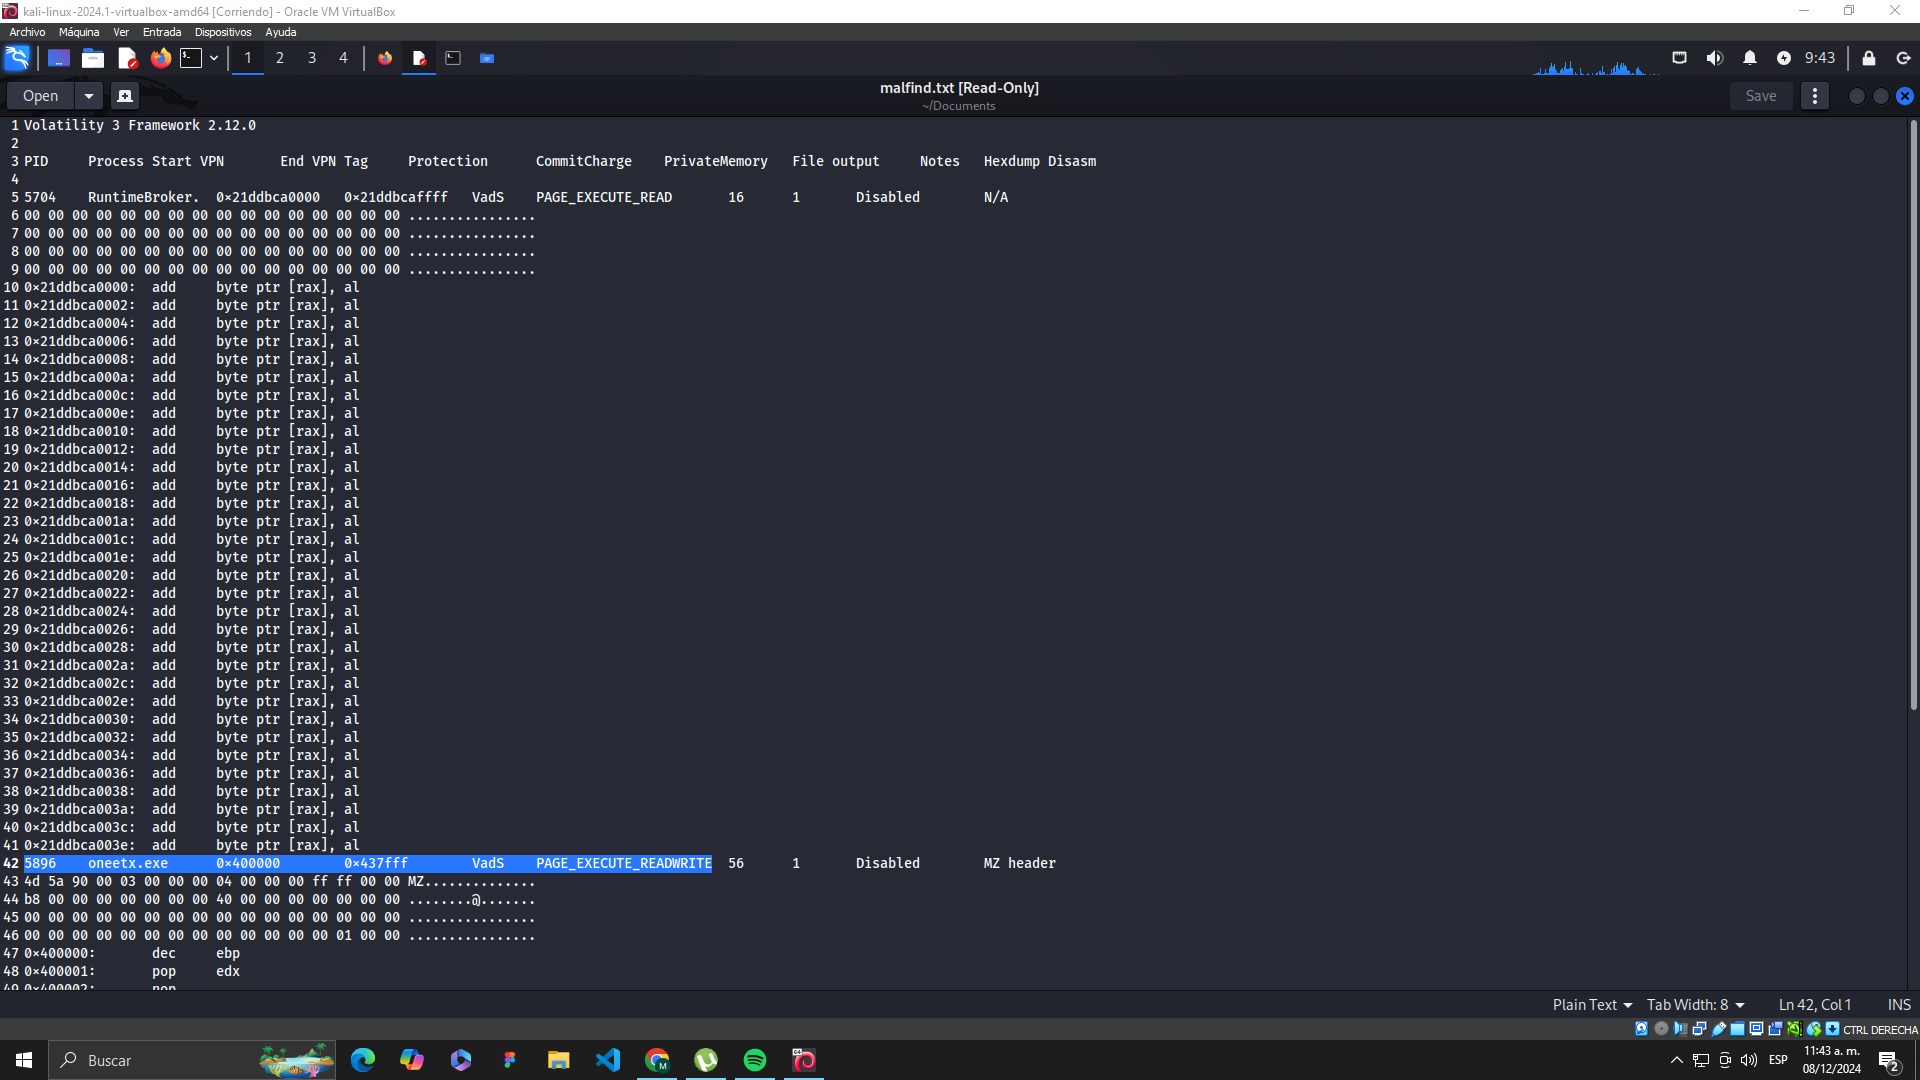 kali-linux-2024.1-virtualbox-amd64 [Corriendo] - Oracle VM VirtualBox
Archivo Máquina Ver Entrada Dispositivos Ayuda
1 2 3 4 9:43
Open malfind.txt [Read-Only] Save
~/Documents
1 Volatility 3 Framework 2.12.0
2
3 PID Process Start VPN End VPN Tag Protection CommitCharge PrivateMemory File output Notes Hexdump Disasm
4
5 5704 RuntimeBroker. 0×21ddbca0000 0×21ddbcaffff VadS PAGE_EXECUTE_READ 16 1 Disabled N/A
6 00 00 00 00 00 00 00 00 00 00 00 00 00 00 00 00 ................
7 00 00 00 00 00 00 00 00 00 00 00 00 00 00 00 00 ................
8 00 00 00 00 00 00 00 00 00 00 00 00 00 00 00 00 ................
9 00 00 00 00 00 00 00 00 00 00 00 00 00 00 00 00 ................
10 0×21ddbca0000: add byte ptr [rax], al
11 0×21ddbca0002: add byte ptr [rax], al
12 0×21ddbca0004: add byte ptr [rax], al
13 0×21ddbca0006: add byte ptr [rax], al
14 0×21ddbca0008: add byte ptr [rax], al
15 0×21ddbca000a: add byte ptr [rax], al
16 0×21ddbca000c: add byte ptr [rax], al
17 0×21ddbca000e: add byte ptr [rax], al
18 0×21ddbca0010: add byte ptr [rax], al
19 0×21ddbca0012: add byte ptr [rax], al
20 0×21ddbca0014: add byte ptr [rax], al
21 0×21ddbca0016: add byte ptr [rax], al
22 0×21ddbca0018: add byte ptr [rax], al
23 0×21ddbca001a: add byte ptr [rax], al
24 0×21ddbca001c: add byte ptr [rax], al
25 0×21ddbca001e: add byte ptr [rax], al
26 0×21ddbca0020: add byte ptr [rax], al
27 0×21ddbca0022: add byte ptr [rax], al
28 0×21ddbca0024: add byte ptr [rax], al
29 0×21ddbca0026: add byte ptr [rax], al
30 0×21ddbca0028: add byte ptr [rax], al
31 0×21ddbca002a: add byte ptr [rax], al
32 0×21ddbca002c: add byte ptr [rax], al
33 0×21ddbca002e: add byte ptr [rax], al
34 0×21ddbca0030: add byte ptr [rax], al
35 0×21ddbca0032: add byte ptr [rax], al
36 0×21ddbca0034: add byte ptr [rax], al
37 0×21ddbca0036: add byte ptr [rax], al
38 0×21ddbca0038: add byte ptr [rax], al
39 0×21ddbca003a: add byte ptr [rax], al
40 0×21ddbca003c: add byte ptr [rax], al
41 0×21ddbca003e: add byte ptr [rax], al
42 5896 oneetx.exe 0×400000 0×437fff VadS PAGE_EXECUTE_READWRITE 56 1 Disabled MZ header
43 4d 5a 90 00 03 00 00 00 04 00 00 00 ff ff 00 00 MZ..............
44 b8 00 00 00 00 00 00 00 40 00 00 00 00 00 00 00 ........@.......
45 00 00 00 00 00 00 00 00 00 00 00 00 00 00 00 00 ................
46 00 00 00 00 00 00 00 00 00 00 00 00 00 01 00 00 ................
47 0×400000: dec ebp
48 0×400001: pop edx
49 0×400002: nop
Plain Text Tab Width: 8 Ln 42, Col 1 INS
CTRL DERECHA
Buscar ESP 11:43 a. m.
08/12/2024 2